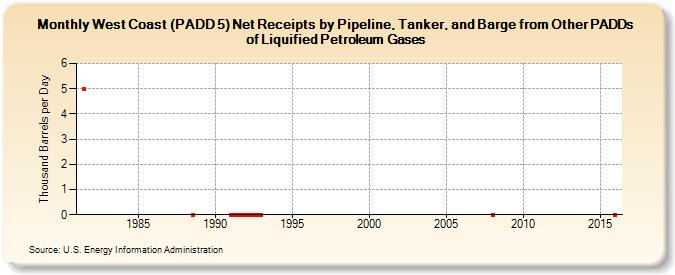 Monthly West Coast (PADD 5) Net Receipts by Pipeline, Tanker, and Barge from Other PADDs
of Liquified Petroleum Gases
Thousand Barrels per Day
6
5
4
3
2
1
0
1985 1990 1995 2000 2005 2010 2015
Source: U.S. Energy Information Administration